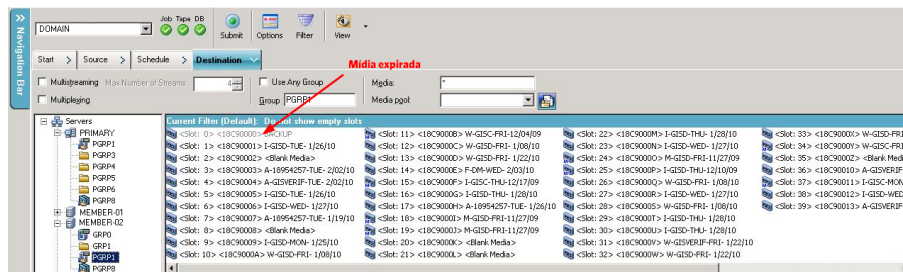 Navigation Bar
DOMAIN
Job Tape DB
Submit
Options
Filter
View
Start > Source > Schedule > Destination
Mídia expirada
Multistreaming Max Number of Streams 4
Use Any Group
Media: *
Multiplexing
Group PGRP1
Media pool:
Servers
PRIMARY
PGRP1
PGRP3
PGRP4
PGRP5
PGRP6
PGRP8
MEMBER-01
MEMBER-02
GRP0
GRP1
PGRP1
PGRP8
Current Filter (Default): Do not show empty slots
<Slot: 0> <18C90000> BACKUP
<Slot: 1> <18C90001> I-GISD-TUE- 1/26/10
<Slot: 2> <18C90002> <Blank Media>
<Slot: 3> <18C90003> A-18954257-TUE- 2/02/10
<Slot: 4> <18C90004> A-GISVERIF-TUE- 2/02/10
<Slot: 5> <18C90005> I-GISD-TUE- 1/26/10
<Slot: 6> <18C90006> I-GISD-WED- 1/27/10
<Slot: 7> <18C90007> A-18954257-TUE- 1/19/10
<Slot: 8> <18C90008> <Blank Media>
<Slot: 9> <18C90009> I-GISD-MON- 1/25/10
<Slot: 10> <18C9000A> W-GISD-FRI- 1/08/10
<Slot: 11> <18C9000B> W-GISC-FRI-12/04/09
<Slot: 12> <18C9000C> W-GISD-FRI- 1/08/10
<Slot: 13> <18C9000D> W-GISD-FRI- 1/22/10
<Slot: 14> <18C9000E> F-DM-WED- 2/03/10
<Slot: 15> <18C9000F> I-GISC-THU-12/17/09
<Slot: 16> <18C9000G> I-GISD-THU- 1/28/10
<Slot: 17> <18C9000H> A-18954257-TUE- 1/26/10
<Slot: 18> <18C9000I> M-GISD-FRI-11/27/09
<Slot: 19> <18C9000J> M-GISD-FRI-11/27/09
<Slot: 20> <18C9000K> <Blank Media>
<Slot: 21> <18C9000L> <Blank Media>
<Slot: 22> <18C9000M> I-GISD-THU- 1/28/10
<Slot: 23> <18C9000N> I-GISD-WED- 1/27/10
<Slot: 24> <18C9000O> M-GISD-FRI-11/27/09
<Slot: 25> <18C9000P> I-GISD-THU-12/10/09
<Slot: 26> <18C9000Q> W-GISD-FRI- 1/08/10
<Slot: 27> <18C9000R> I-GISD-WED- 1/27/10
<Slot: 28> <18C9000S> W-GISD-FRI- 1/08/10
<Slot: 29> <18C9000T> I-GISD-THU- 1/28/10
<Slot: 30> <18C9000U> I-GISD-THU- 1/28/10
<Slot: 31> <18C9000V> W-GISVERIF-FRI- 1/22/10
<Slot: 32> <18C9000W> W-GISD-FRI- 1/22/10
<Slot: 33> <18C9000X> W-GISD-FRI
<Slot: 34> <18C9000Y> W-GISC-FRI
<Slot: 35> <18C9000Z> <Blank Medi
<Slot: 36> <18C90010> A-GISVERIF
<Slot: 37> <18C90011> I-GISC-MON
<Slot: 38> <18C90012> I-GISD-WED
<Slot: 39> <18C90013> A-GISVERIF